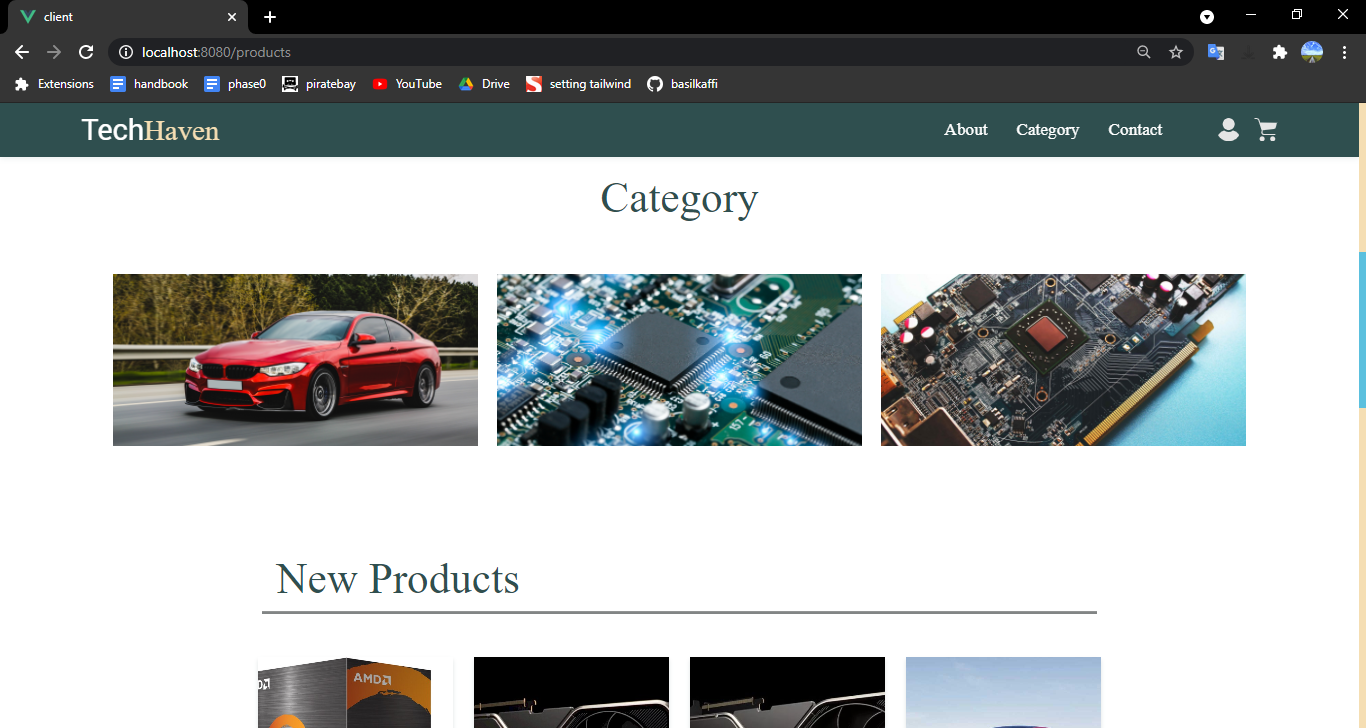 client
localhost:8080/products
Extensions handbook phase0 piratebay YouTube Drive setting tailwind basilkaffi
TechHaven About Category Contact
Category
New Products
AMD